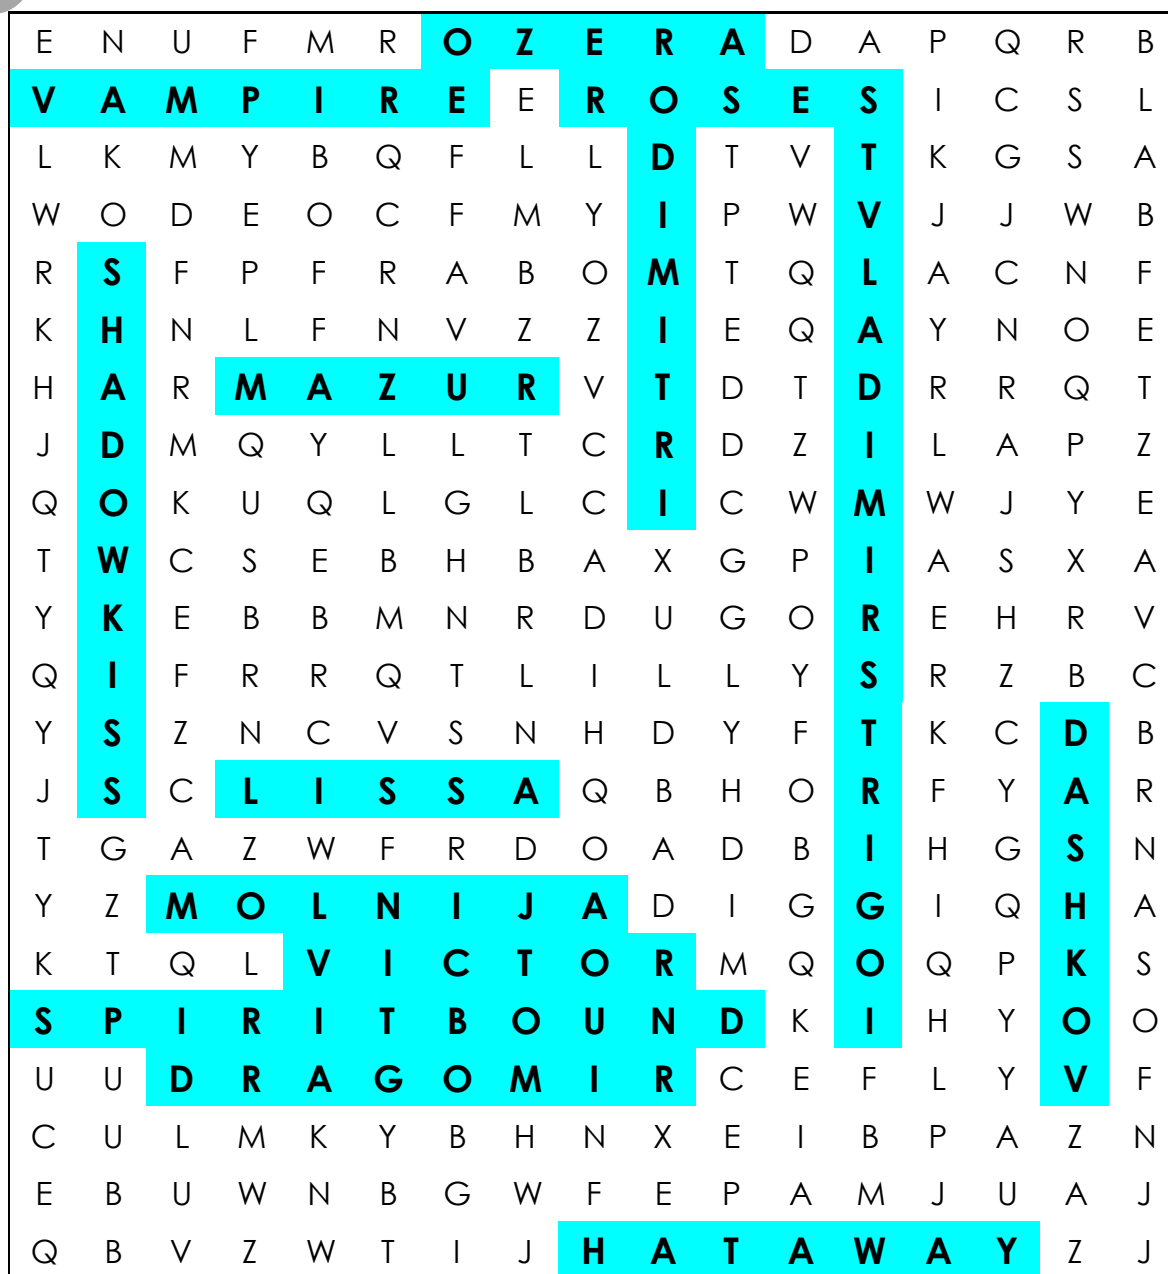 E N U F M R O Z E R A D A P Q R B
V A M P I R E E R O S E S I C S L
L K M Y B Q F L L D T V T K G S A
W O D E O C F M Y I P W V J J W B
R S F P F R A B O M T Q L A C N F
K H N L F N V Z Z I E Q A Y N O E
H A R M A Z U R V T D T D R R Q T
J D M Q Y L L T C R D Z I L A P Z
Q O K U Q L G L C I C W M W J Y E
T W C S E B H B A X G P I A S X A
Y K E B B M N R D U G O R E H R V
Q I F R R Q T L I L L Y S R Z B C
Y S Z N C V S N H D Y F T K C D B
J S C L I S S A Q B H O R F Y A R
T G A Z W F R D O A D B I H G S N
Y Z M O L N I J A D I G G I Q H A
K T Q L V I C T O R M Q O Q P K S
S P I R I T B O U N D K I H Y O O
U U D R A G O M I R C E F L Y V F
C U L M K Y B H N X E I B P A Z N
E B U W N B G W F E P A M J U A J
Q B V Z W T I J H A T A W A Y Z J